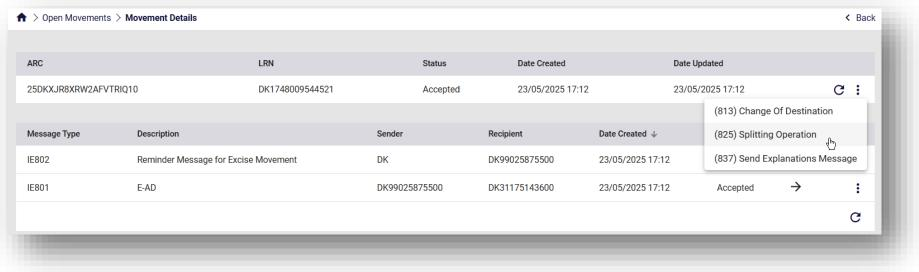 > Open Movements > Movement Details < Back
ARC LRN Status Date Created Date Updated
25DKXJR8XRW2AFVTRIQ10 DK1748009544521 Accepted 23/05/2025 17:12 23/05/2025 17:12
(813) Change Of Destination
Message Type Description Sender Recipient Date Created ↓
(825) Splitting Operation
IE802 Reminder Message for Excise Movement DK DK99025875500 23/05/2025 17:12
(837) Send Explanations Message
IE801 E-AD DK99025875500 DK31175143600 23/05/2025 17:12 Accepted →